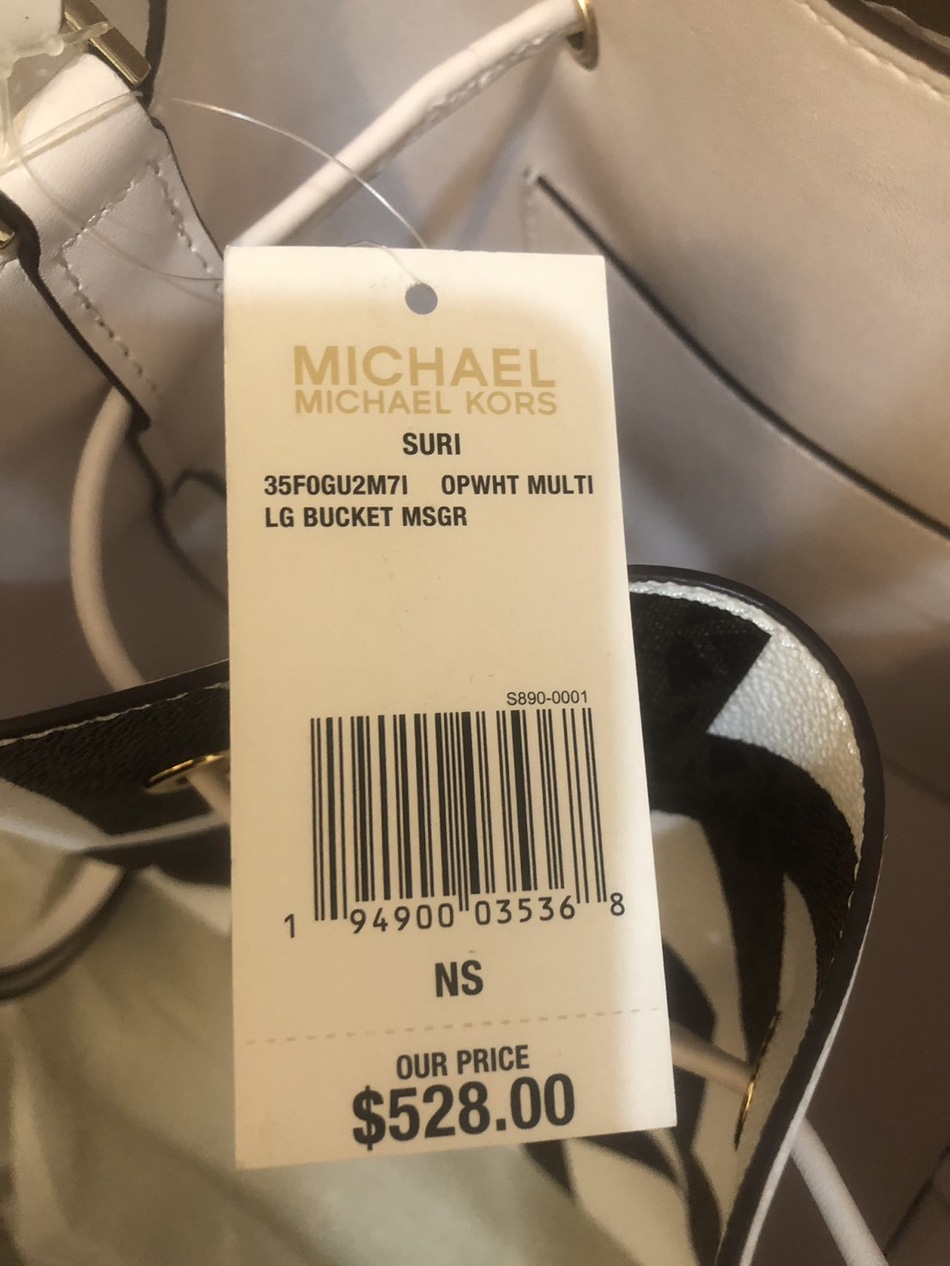 MICHAEL
MICHAEL KORS
SURI
35F0GU2M7I OPWHT MULTI
LG BUCKET MSGR
S890-0001
1 94900 03536 8
NS
OUR PRICE
$528.00